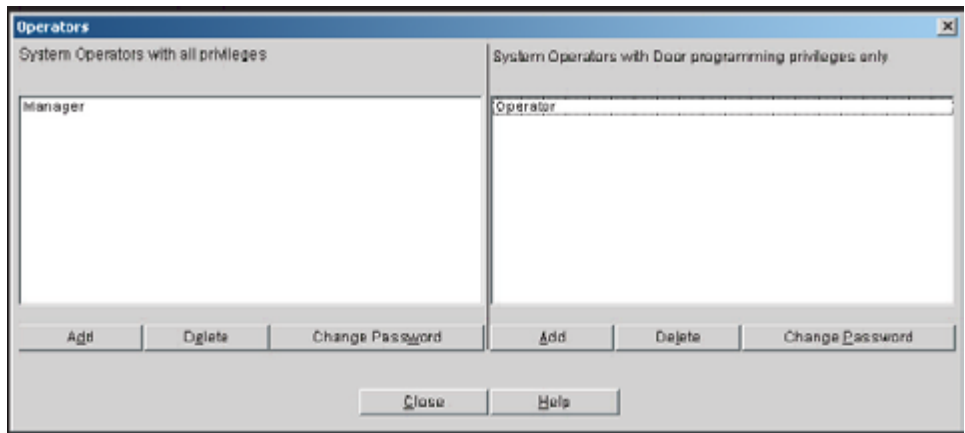 Operators
System Operators with all privileges
System Operators with Door programming privileges only
Manager
Operator
Add Delete Change Password Add Delete Change Password
Close Help